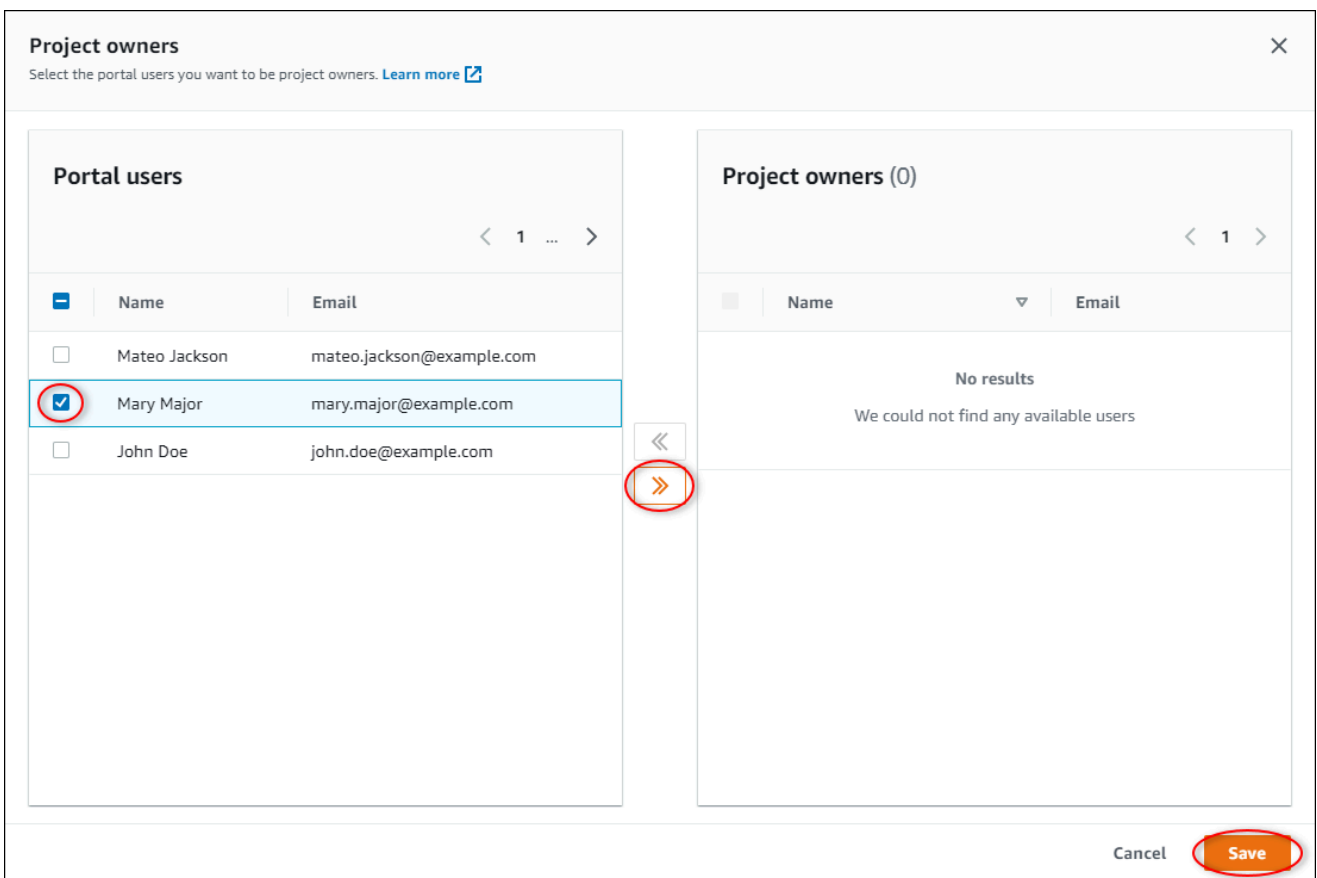 Project owners
Select the portal users you want to be project owners. Learn more
Portal users
1 ...
Name Email
Mateo Jackson mateo.jackson@example.com
Mary Major mary.major@example.com
John Doe john.doe@example.com
Project owners (0)
1
Name Email
No results
We could not find any available users
Cancel Save